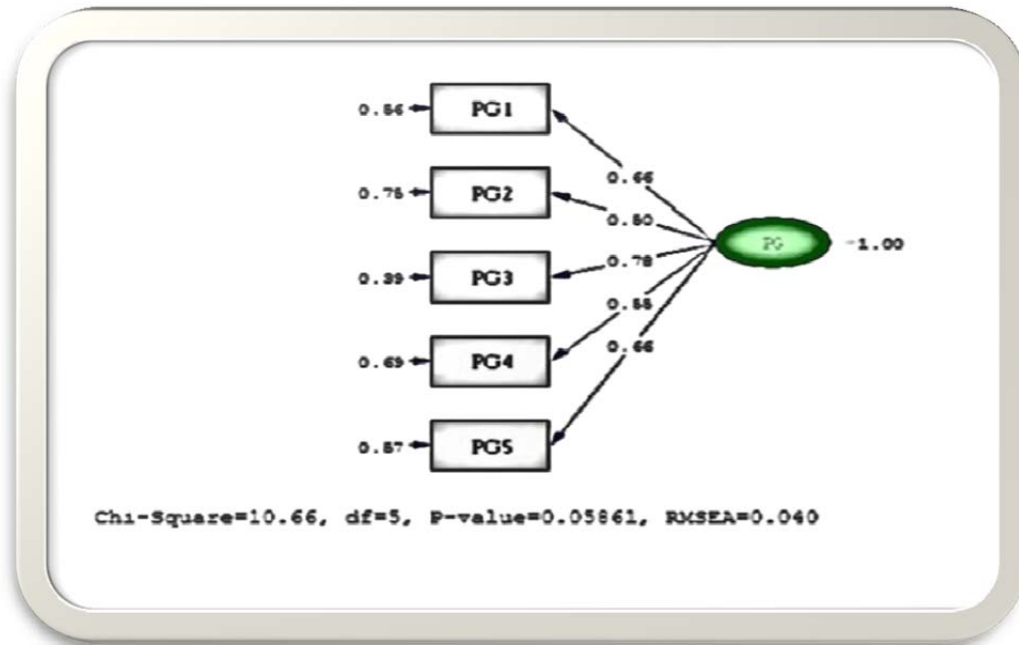 0.56 PG1
0.66
0.75 PG2
0.50
PG 1.00
0.78
0.39 PG3
0.55
0.66
0.69 PG4
0.57 PG5
Chi-Square=10.66, df=5, P-value=0.05861, RMSEA=0.040